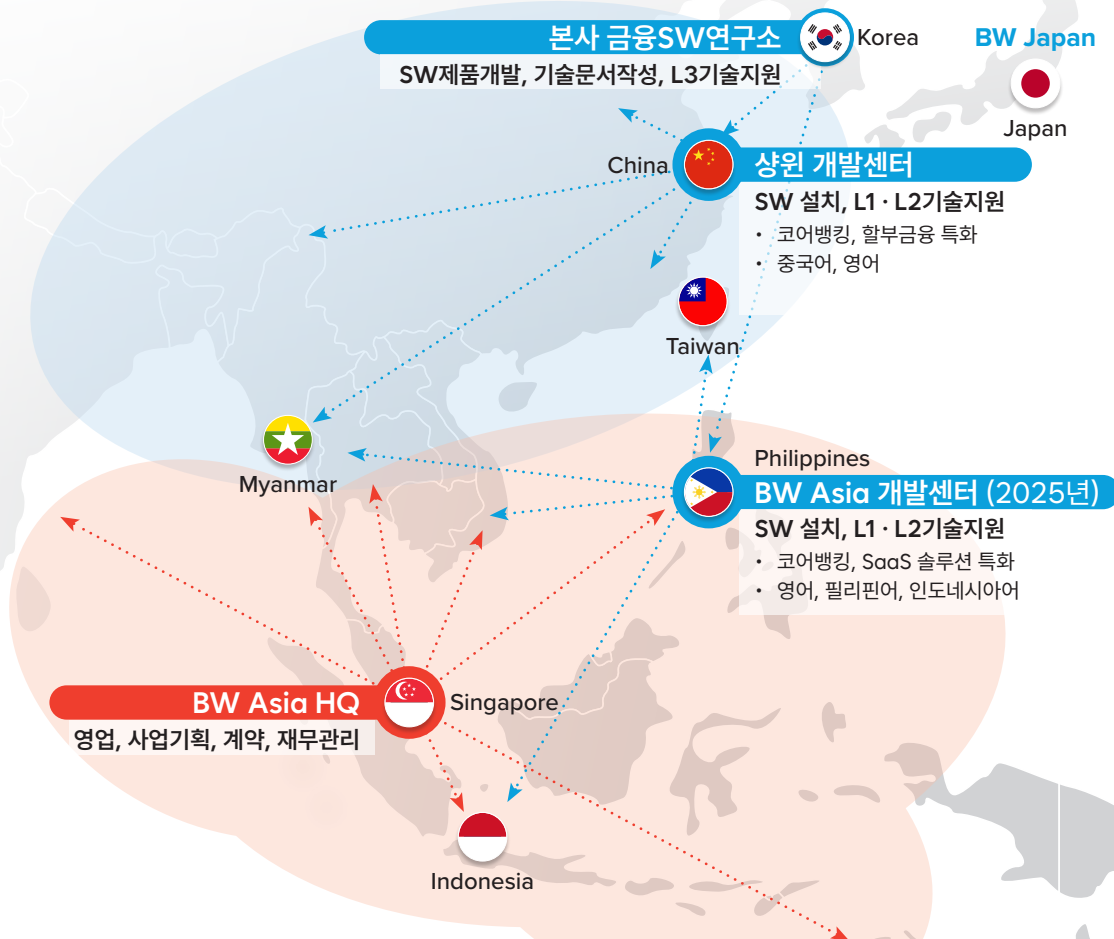 본사 금융SW연구소
Korea
SW제품개발, 기술문서작성, L3기술지원
BW Japan
Japan
China
샹윈 개발센터
SW 설치, L1 · L2기술지원
· 코어뱅킹, 할부금융 특화
· 중국어, 영어
Taiwan
Myanmar
Philippines
BW Asia 개발센터 (2025년)
SW 설치, L1 · L2기술지원
· 코어뱅킹, SaaS 솔루션 특화
· 영어, 필리핀어, 인도네시아어
BW Asia HQ
Singapore
영업, 사업기획, 계약, 재무관리
Indonesia